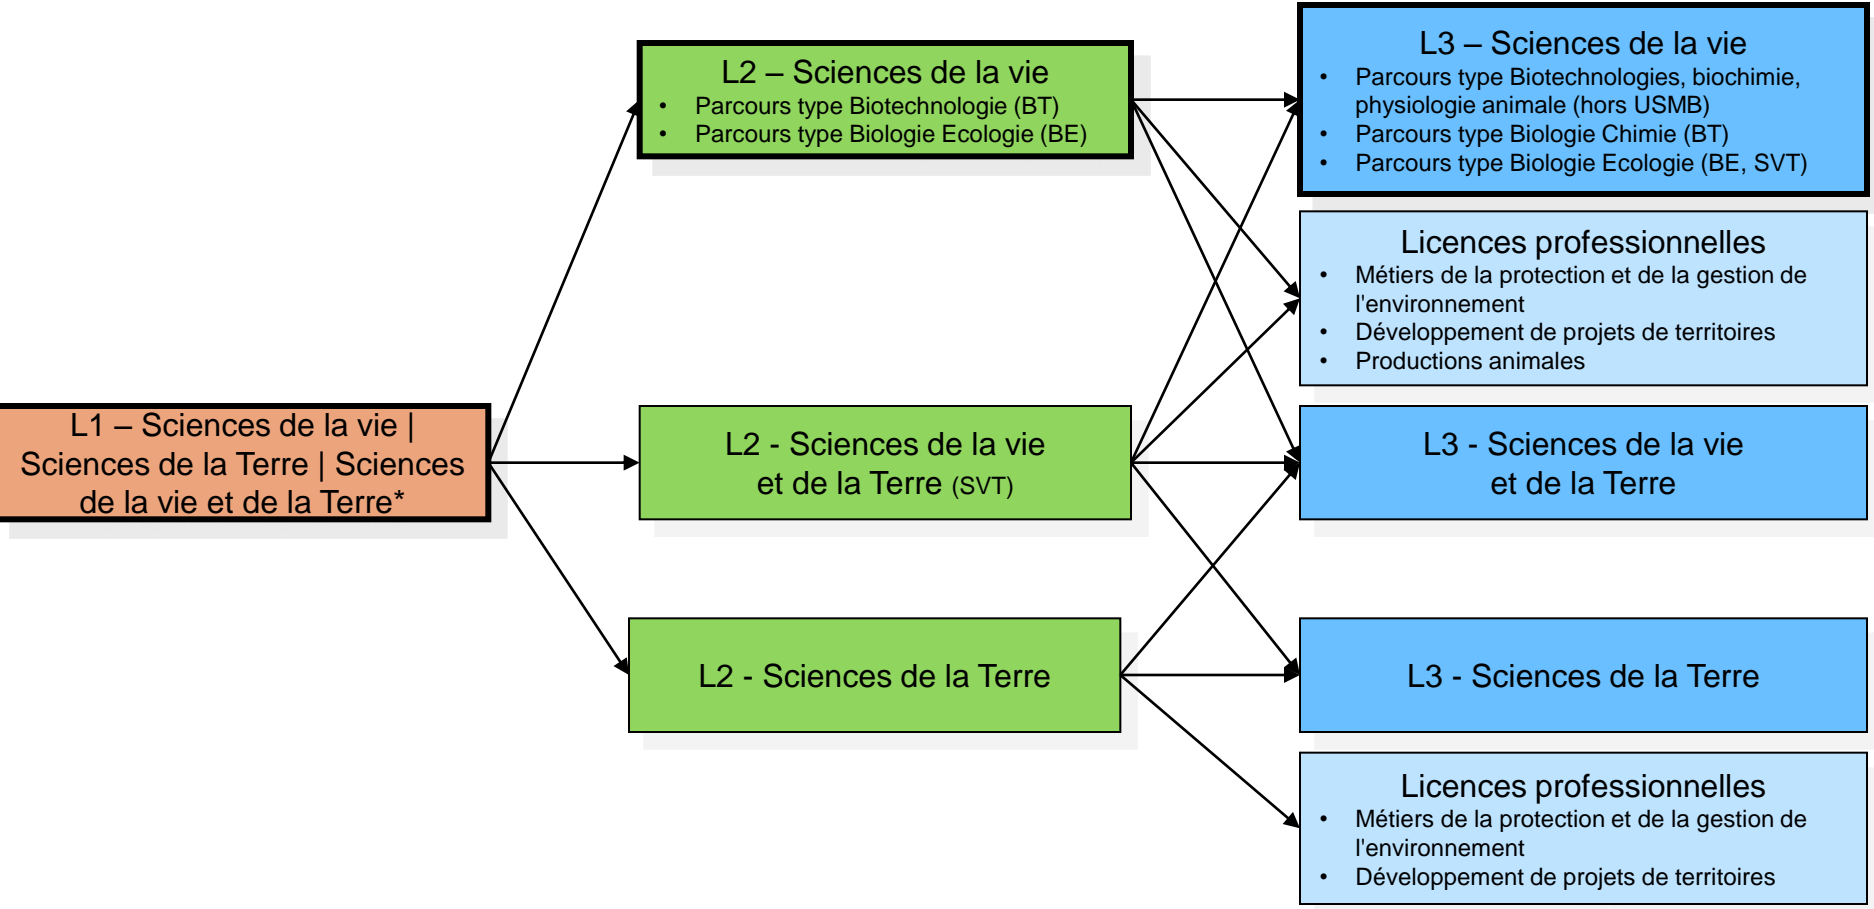 L1 – Sciences de la vie |
Sciences de la Terre | Sciences
de la vie et de la Terre*
L2 – Sciences de la vie
• Parcours type Biotechnologie (BT)
• Parcours type Biologie Ecologie (BE)
L2 - Sciences de la vie
et de la Terre (SVT)
L2 - Sciences de la Terre
L3 – Sciences de la vie
• Parcours type Biotechnologies, biochimie,
physiologie animale (hors USMB)
• Parcours type Biologie Chimie (BT)
• Parcours type Biologie Ecologie (BE, SVT)
Licences professionnelles
• Métiers de la protection et de la gestion de
l'environnement
• Développement de projets de territoires
• Productions animales
L3 - Sciences de la vie
et de la Terre
L3 - Sciences de la Terre
Licences professionnelles
• Métiers de la protection et de la gestion de
l'environnement
• Développement de projets de territoires